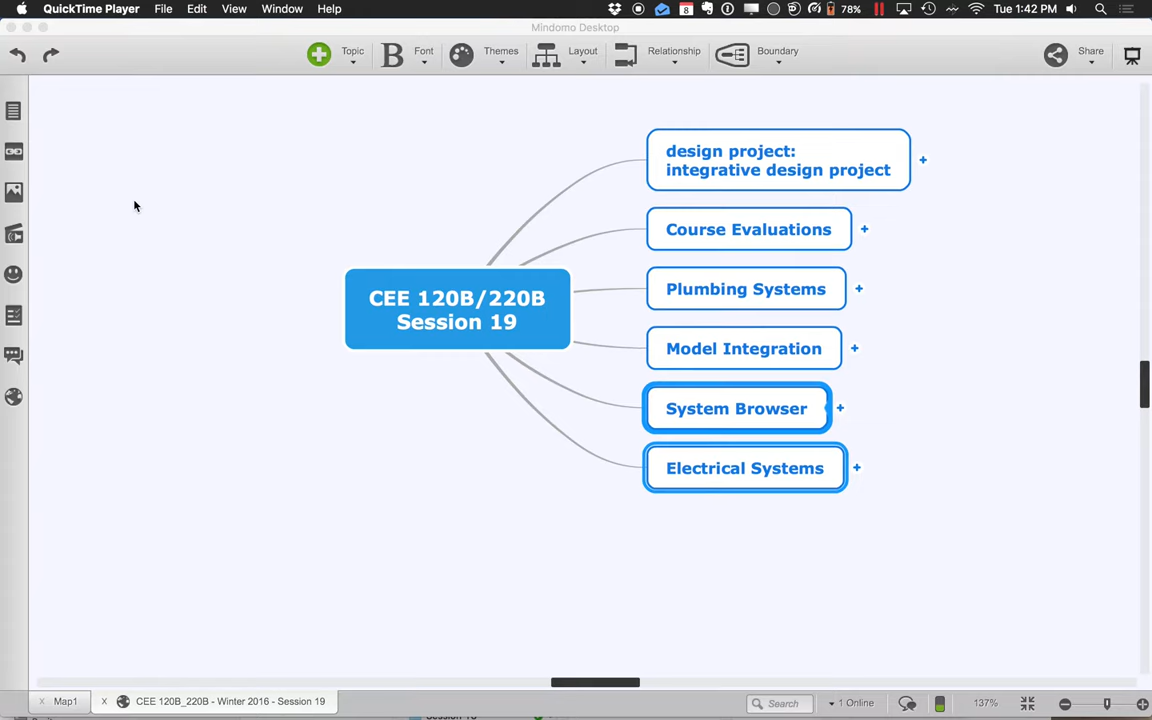 QuickTime Player File Edit View Window Help
8 78% Tue 1:42 PM
Mindomo Desktop
Topic
B Font
Themes
Layout
Relationship
Boundary
Share
design project:
integrative design project
Course Evaluations
Plumbing Systems
Model Integration
System Browser
Electrical Systems
CEE 120B/220B
Session 19
Map1
CEE 120B_220B - Winter 2016 - Session 19
Search
1 Online
137%